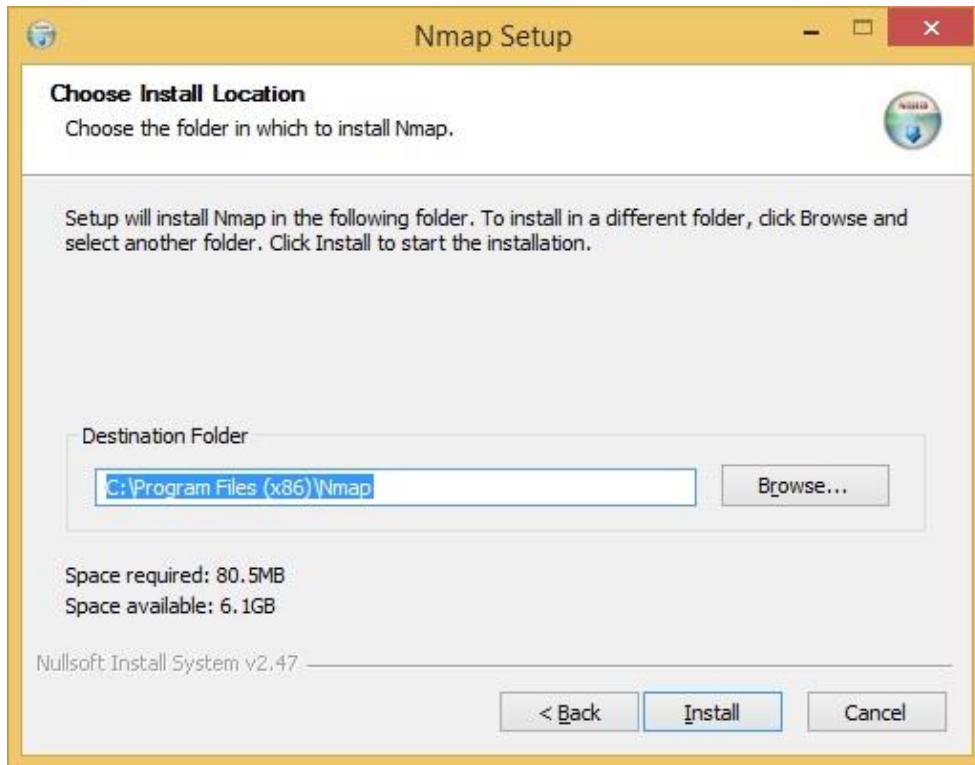 Nmap Setup
Choose Install Location
Choose the folder in which to install Nmap.
Setup will install Nmap in the following folder. To install in a different folder, click Browse and
select another folder. Click Install to start the installation.
Destination Folder
C:\Program Files (x86)\Nmap
Browse...
Space required: 80.5MB
Space available: 6.1GB
Nullsoft Install System v2.47
< Back
Install
Cancel